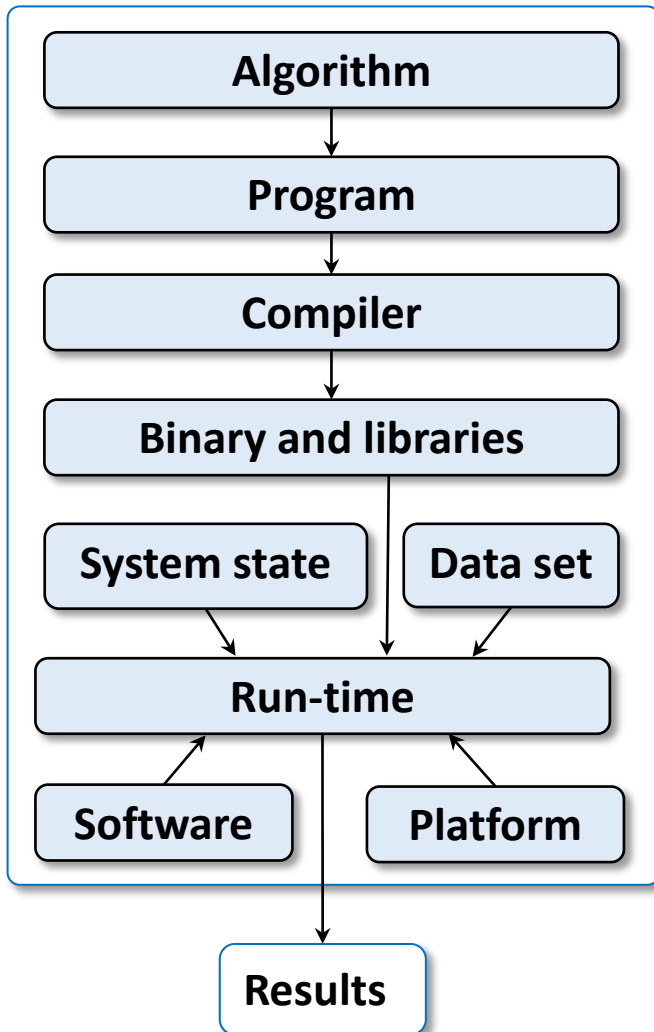 Algorithm
Program
Compiler
Binary and libraries
System state
Data set
Run-time
Software
Platform
Results